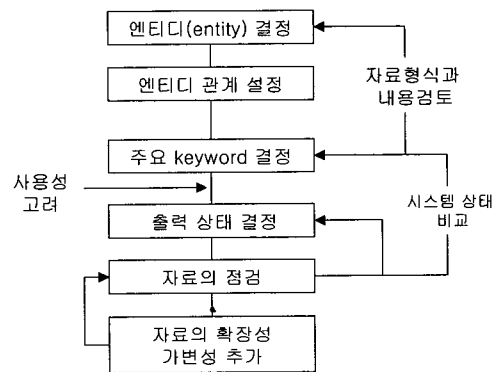 엔티디(entity) 결정
엔티디 관계 설정
자료형식과
내용검토
주요 keyword 결정
사용성
고려
시스템 상태
비교
출력 상태 결정
자료의 점검
자료의 확장성
가변성 추가